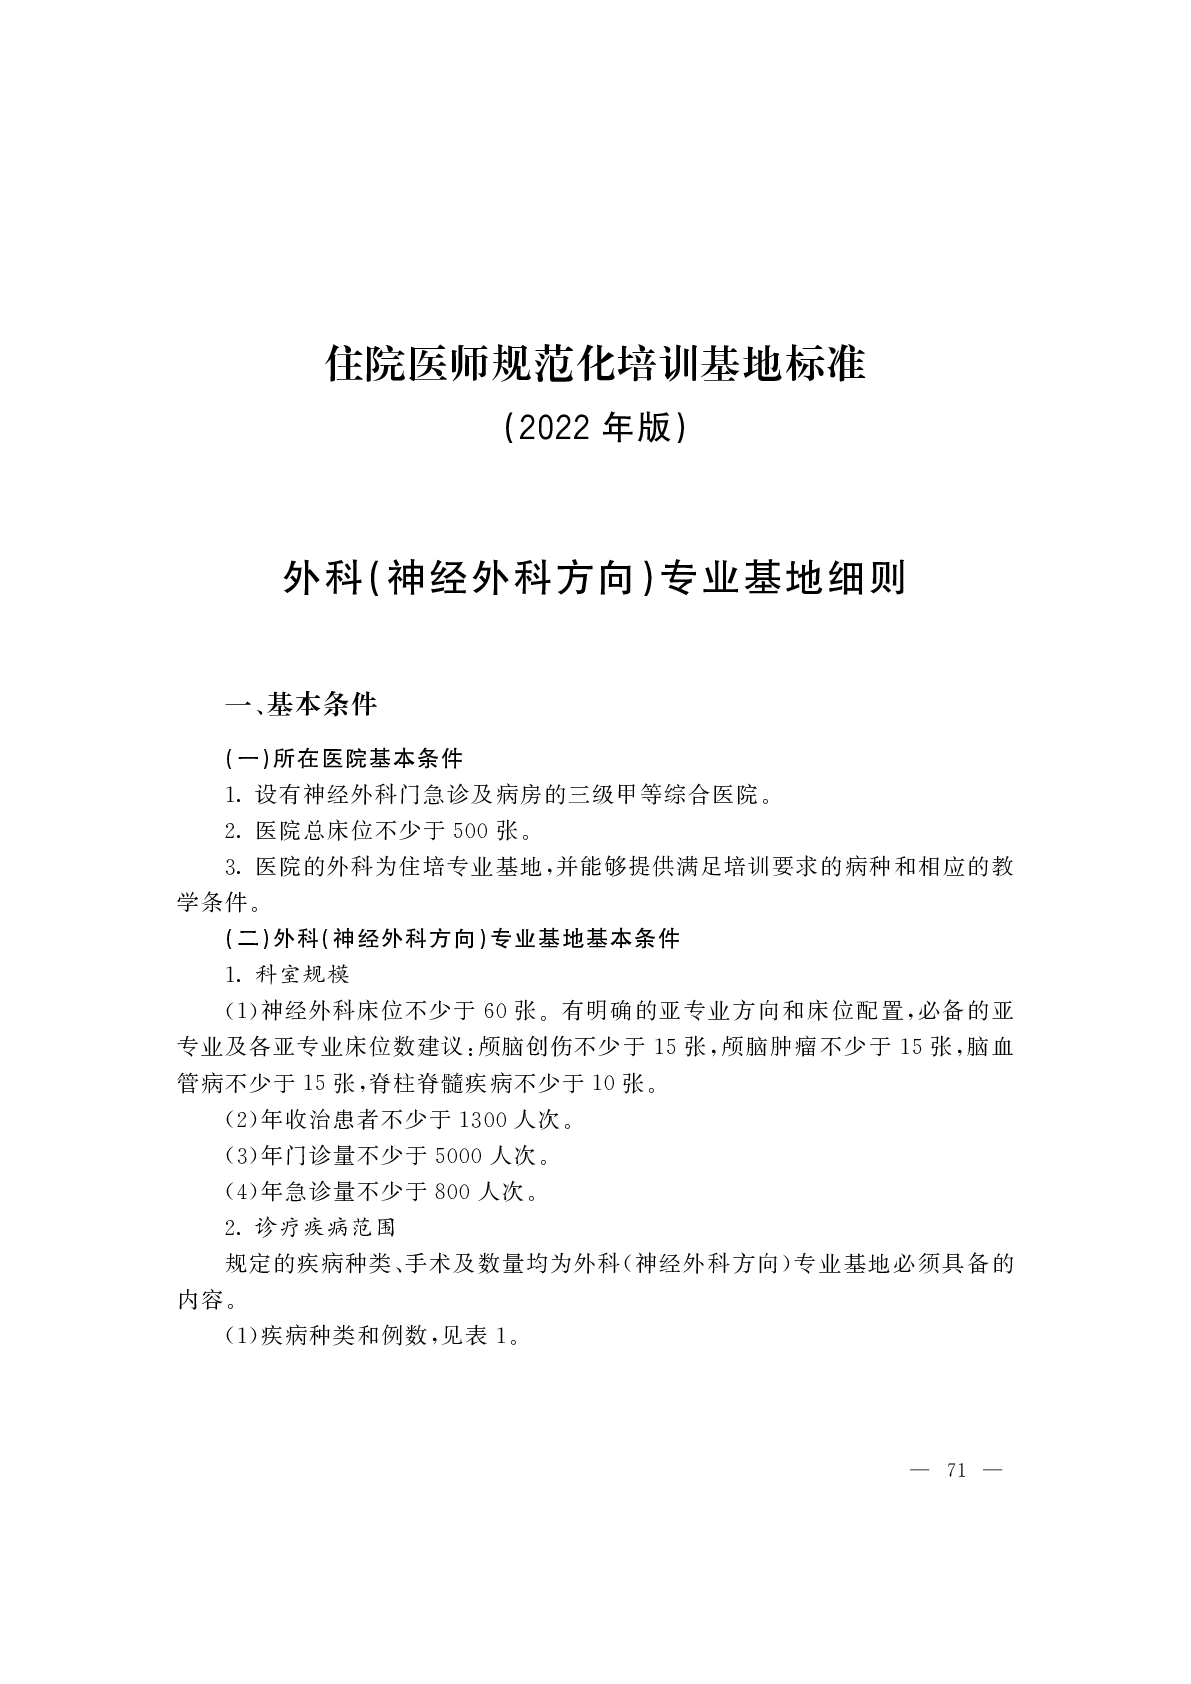 住院医师规范化培训基地标准
(2022 年版)
外科(神经外科方向)专业基地细则
一、基本条件
(一)所在医院基本条件
1. 设有神经外科门急诊及病房的三级甲等综合医院。
2. 医院总床位不少于 500 张。
3. 医院的外科为住培专业基地,并能够提供满足培训要求的病种和相应的教
学条件。
(二)外科(神经外科方向)专业基地基本条件
1. 科室规模
(1)神经外科床位不少于 60 张。有明确的亚专业方向和床位配置,必备的亚
专业及各亚专业床位数建议:颅脑创伤不少于 15 张,颅脑肿瘤不少于 15 张,脑血
管病不少于 15 张,脊柱脊髓疾病不少于 10 张。
(2)年收治患者不少于 1300 人次。
(3)年门诊量不少于 5000 人次。
(4)年急诊量不少于 800 人次。
2. 诊疗疾病范围
规定的疾病种类、手术及数量均为外科(神经外科方向)专业基地必须具备的
内容。
(1)疾病种类和例数,见表 1。
— 71 —